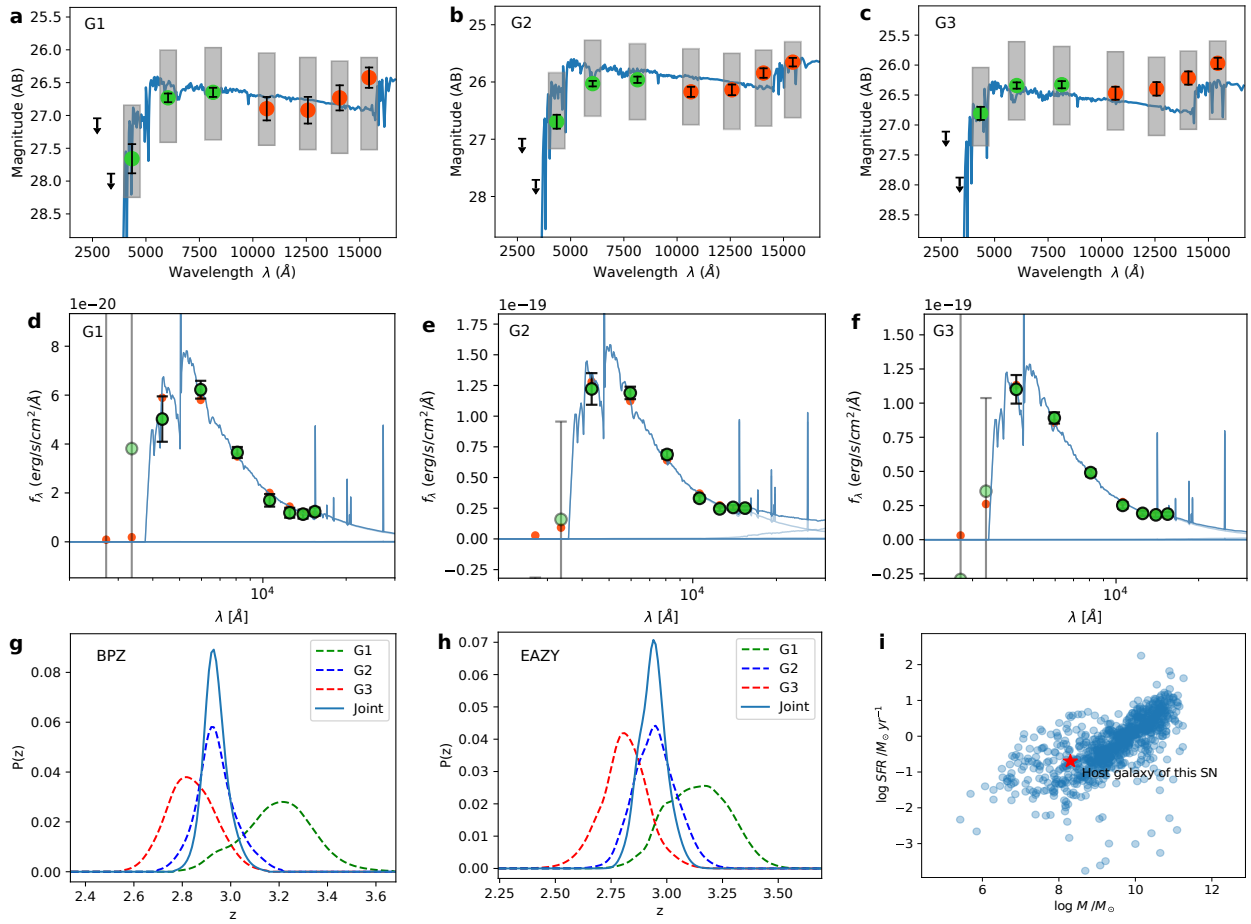 a
G1
25.5
26.0
26.5
27.0
27.5
28.0
28.5
Magnitude (AB)
2500
5000
7500
10000
12500
15000
Wavelength λ (Å)
b
G2
25
26
27
28
Magnitude (AB)
2500
5000
7500
10000
12500
15000
Wavelength λ (Å)
c
G3
25.5
26.0
26.5
27.0
27.5
28.0
28.5
Magnitude (AB)
2500
5000
7500
10000
12500
15000
Wavelength λ (Å)
d
1e−20
G1
8
6
4
2
0
fλ (erg/s/cm²/Å)
10⁴
λ [Å]
e
1e−19
G2
1.75
1.50
1.25
1.00
0.75
0.50
0.25
0.00
−0.25
fλ (erg/s/cm²/Å)
10⁴
λ [Å]
f
1e−19
G3
1.50
1.25
1.00
0.75
0.50
0.25
0.00
−0.25
fλ (erg/s/cm²/Å)
10⁴
λ [Å]
g
BPZ
G1
G2
G3
Joint
0.08
0.06
0.04
0.02
0.00
P(z)
2.4
2.6
2.8
3.0
3.2
3.4
3.6
z
h
EAZY
G1
G2
G3
Joint
0.07
0.06
0.05
0.04
0.03
0.02
0.01
0.00
P(z)
2.25
2.50
2.75
3.00
3.25
3.50
z
i
2
1
0
−1
−2
−3
log SFR /M⊙ yr⁻¹
Host galaxy of this SN
6
8
10
12
log M /M⊙